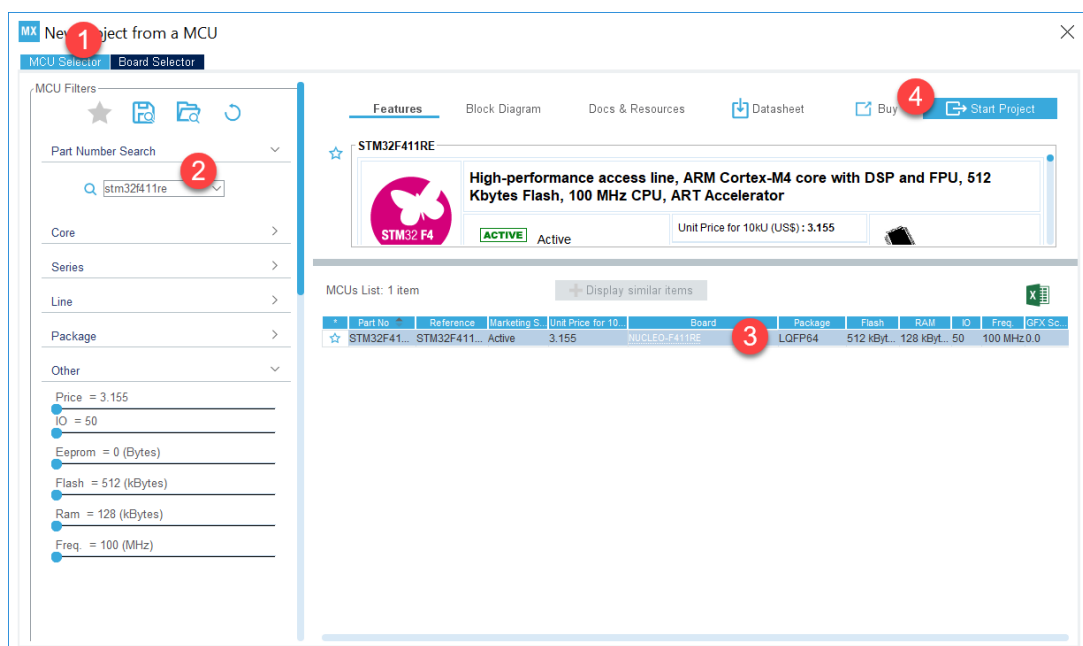 MX New Project from a MCU
1
MCU Selector Board Selector
MCU Filters
Part Number Search
2
stm32f411re
Core
Series
Line
Package
Other
Price = 3.155
IO = 50
Eeprom = 0 (Bytes)
Flash = 512 (kBytes)
Ram = 128 (kBytes)
Freq. = 100 (MHz)
Features Block Diagram Docs & Resources Datasheet Buy 4 Start Project
STM32F411RE
STM32 F4
High-performance access line, ARM Cortex-M4 core with DSP and FPU, 512
Kbytes Flash, 100 MHz CPU, ART Accelerator
ACTIVE Active
Unit Price for 10kU (US$) : 3.155
MCUs List: 1 item
Display similar items
X
* Part No Reference Marketing S... Unit Price for 10... Board Package Flash RAM IO Freq. GFX Sc...
STM32F41... STM32F411... Active 3.155 NUCLEO-F411RE 3 LQFP64 512 kByt... 128 kByt... 50 100 MHz 0.0